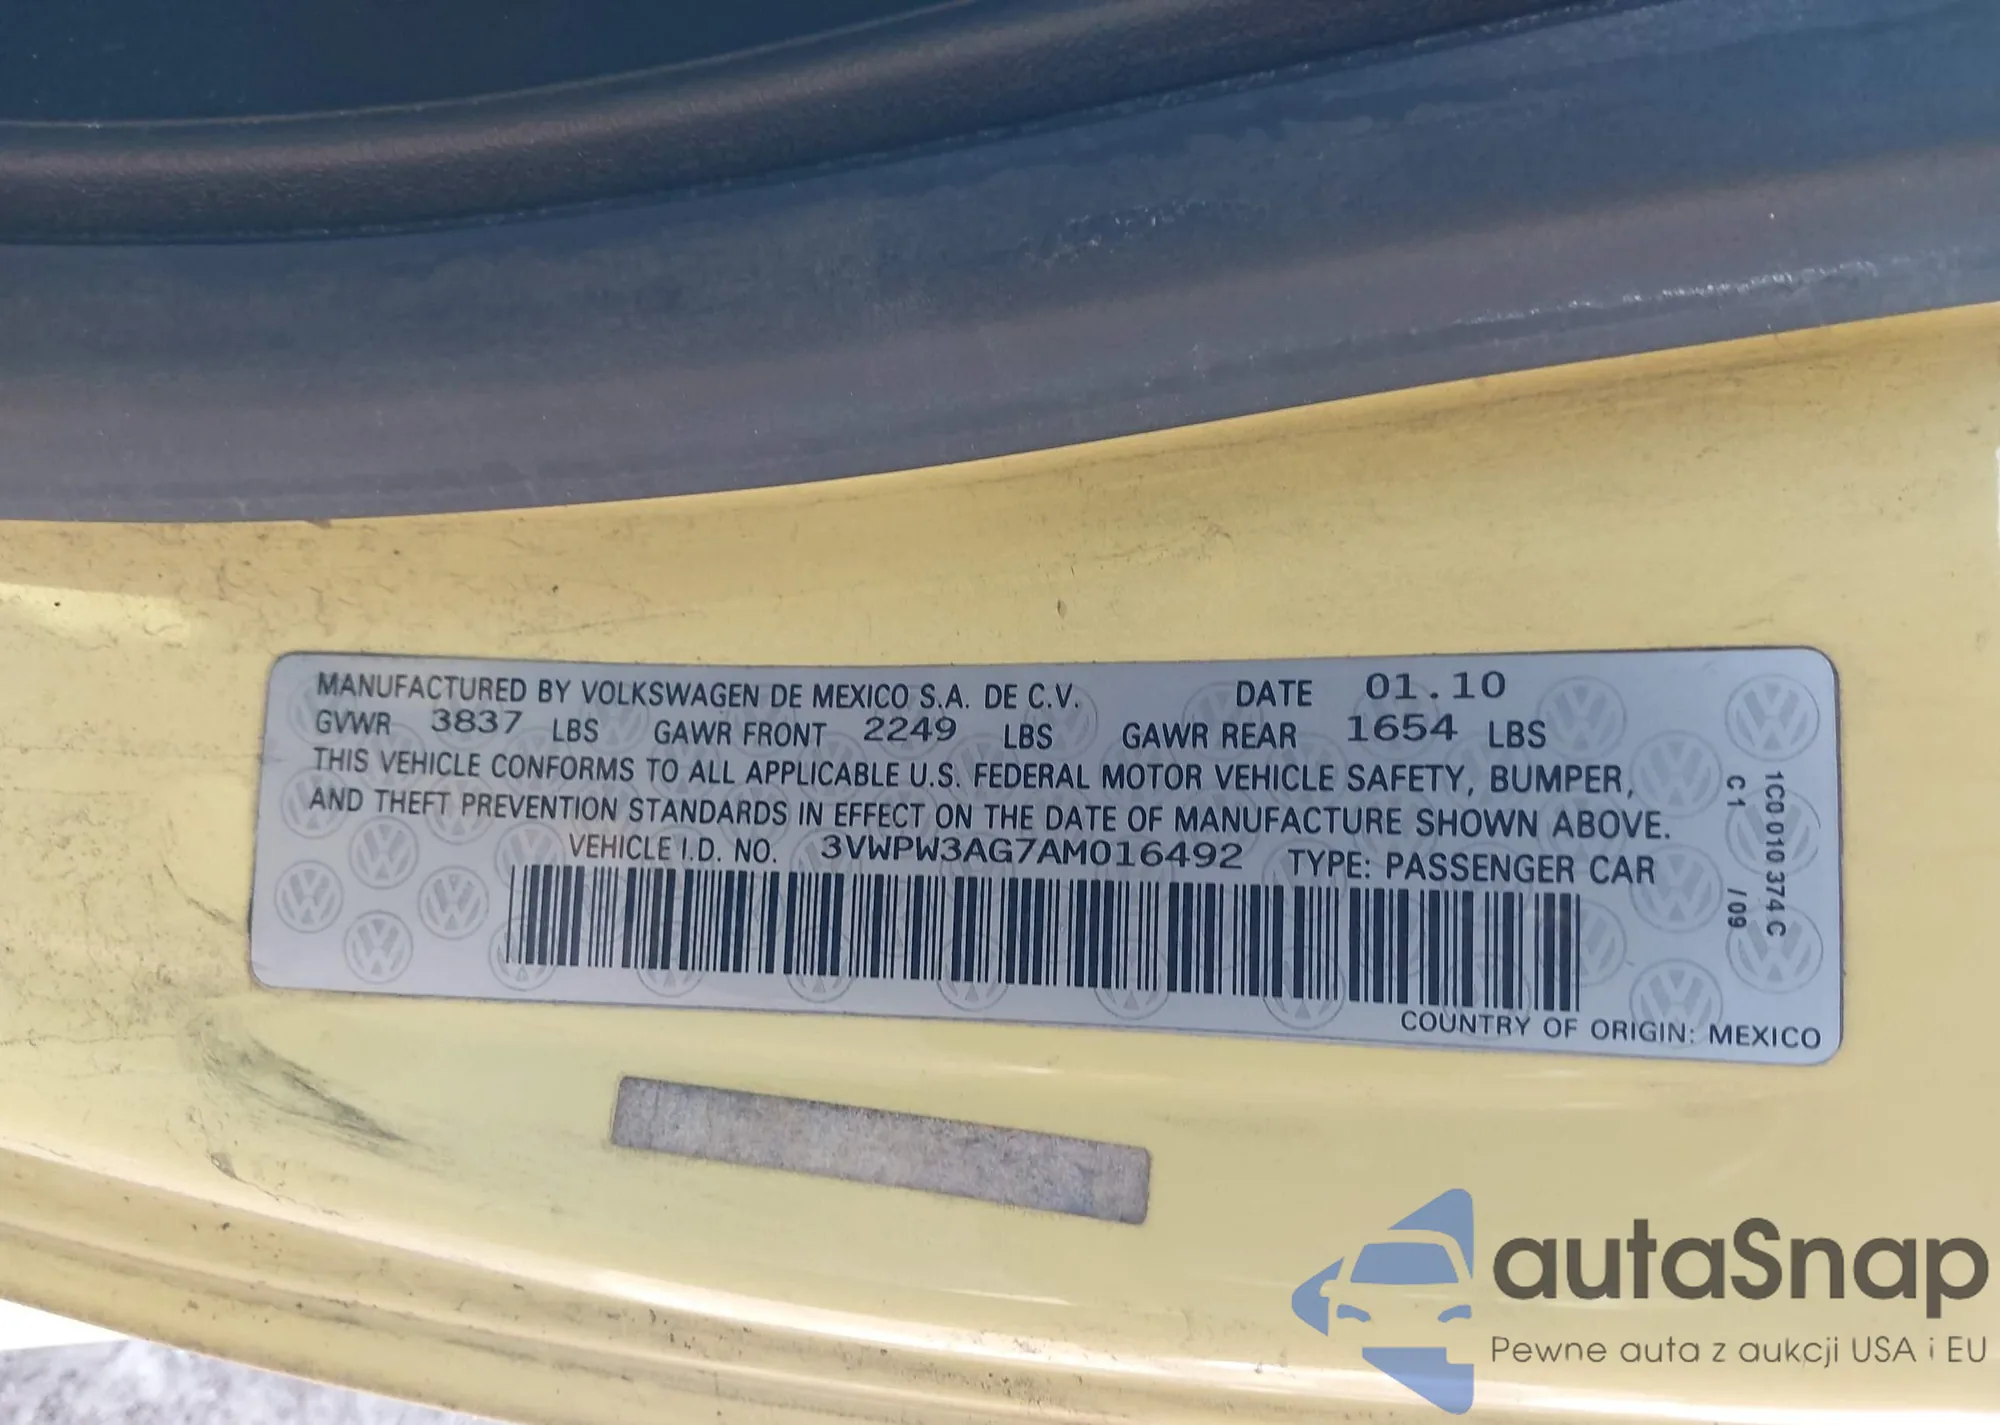 MANUFACTURED BY VOLKSWAGEN DE MEXICO S.A. DE C.V. DATE 01.10
GVWR 3837 LBS GAWR FRONT 2249 LBS GAWR REAR 1654 LBS
THIS VEHICLE CONFORMS TO ALL APPLICABLE U.S. FEDERAL MOTOR VEHICLE SAFETY, BUMPER,
AND THEFT PREVENTION STANDARDS IN EFFECT ON THE DATE OF MANUFACTURE SHOWN ABOVE.
VEHICLE I.D. NO. 3VWPW3AG7AM016492 TYPE: PASSENGER CAR
COUNTRY OF ORIGIN: MEXICO
1C0 010 3714 C
C1 /09
autaSnap
Pewne auta z aukcji USA i EU